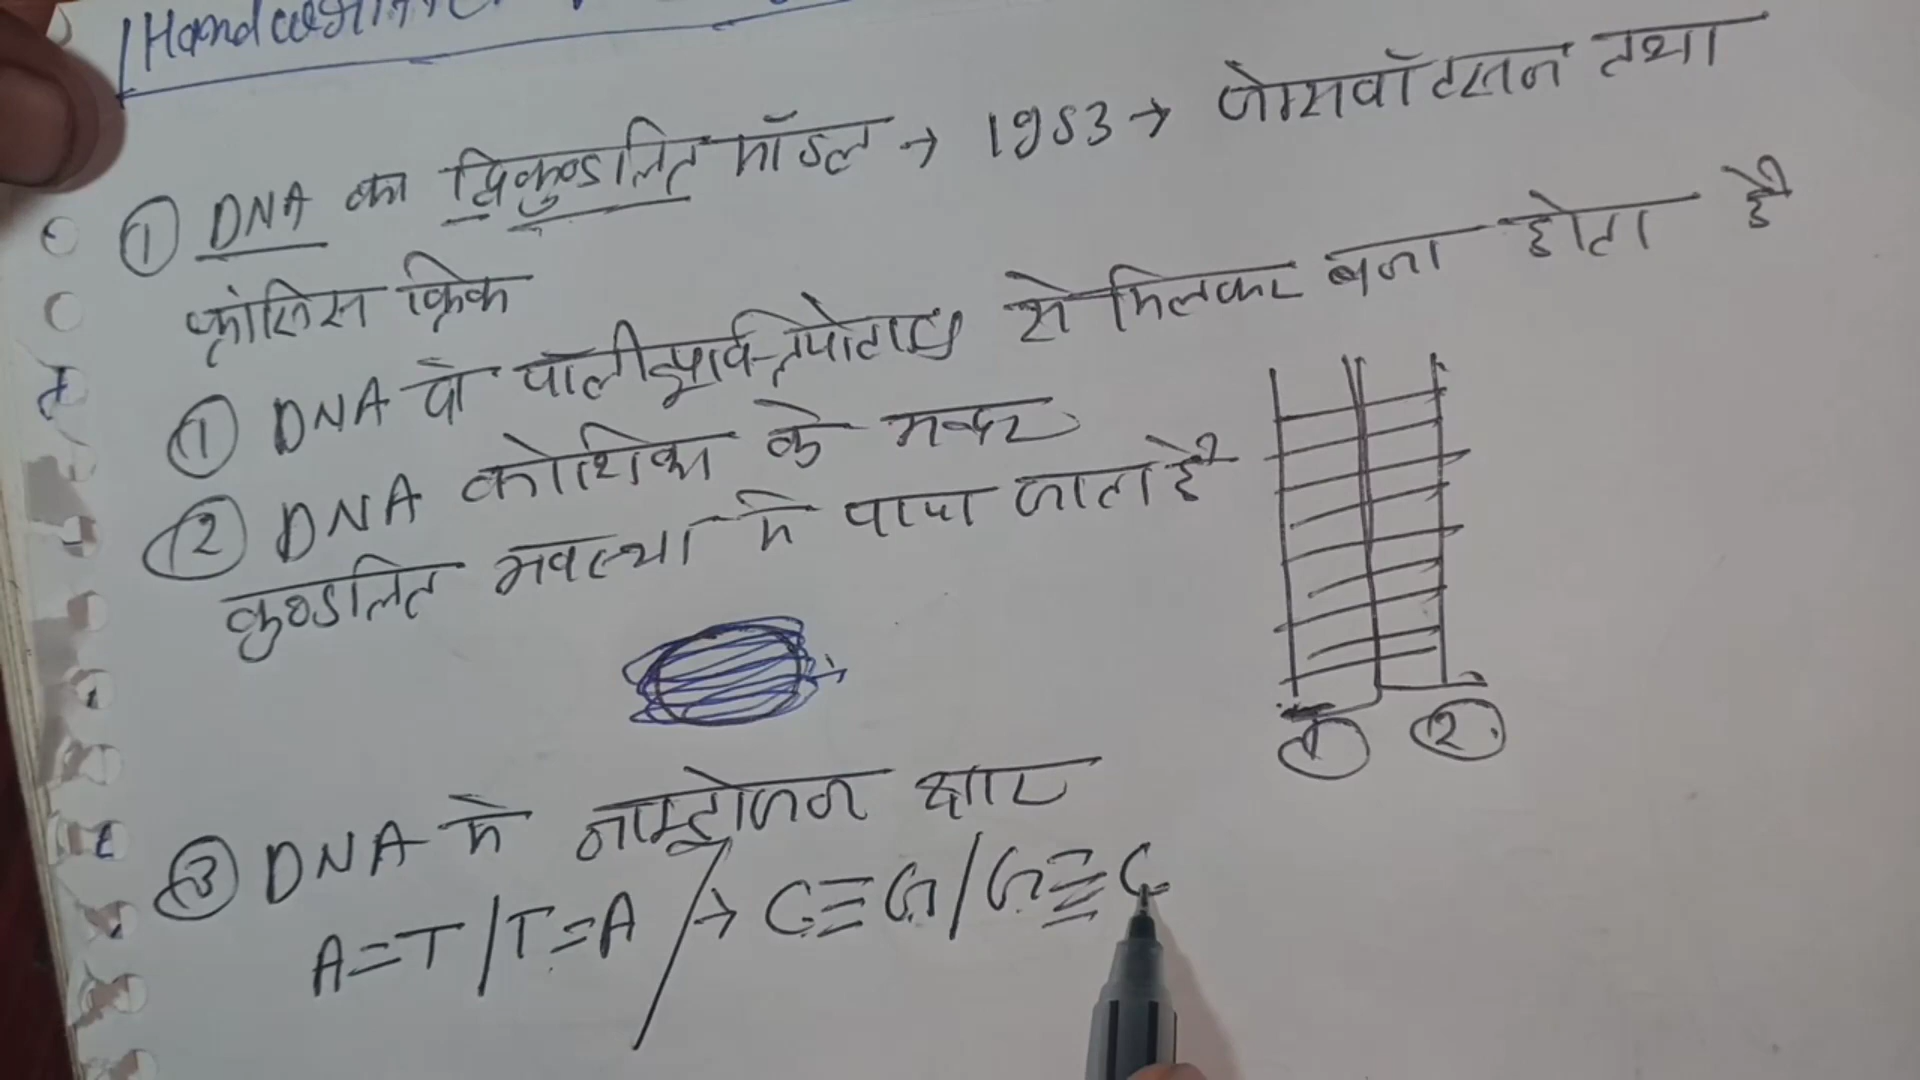 ① DNA का द्विकुण्डलित मॉडल → 1953 → जेम्सवॉटसन तथा
फ्रांसिस क्रिक
① DNA दो पॉलीन्यूक्लियोटाइड से मिलकर बना होता है
② DNA कोशिका के अन्दर
कुण्डलित अवस्था मे पाया जाता है
① ②
③ DNA मे नाइट्रोजन क्षार
A=T / T=A / → C≡G / G≡C